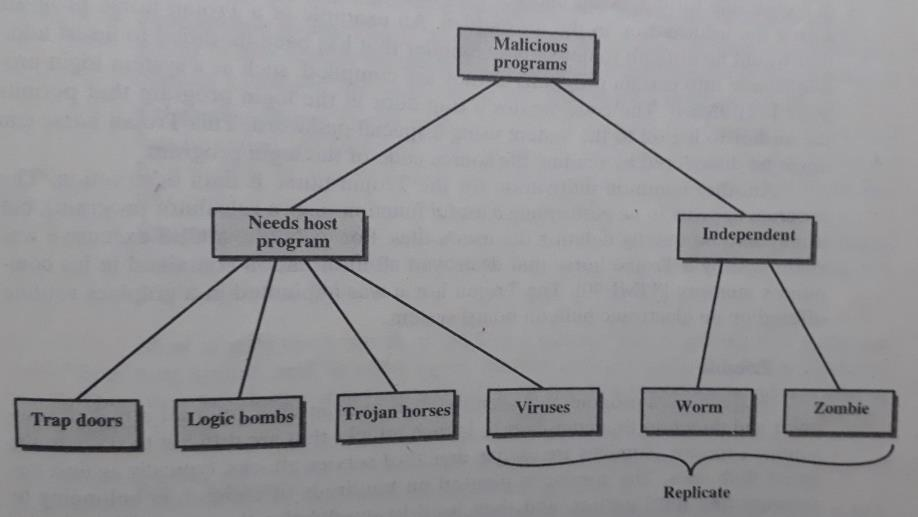 Malicious
programs
Needs host
program
Independent
Trap doors
Logic bombs
Trojan horses
Viruses
Worm
Zombie
Replicate